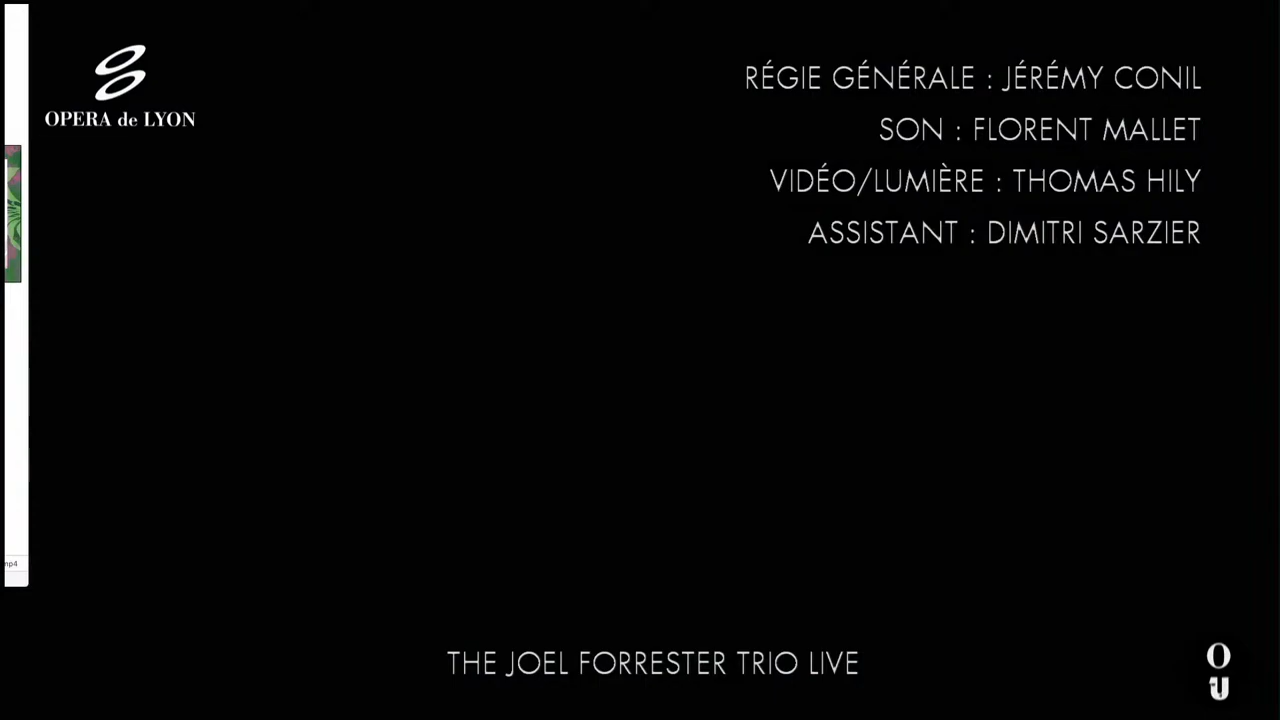 OPERA de LYON
RÉGIE GÉNÉRALE : JÉRÉMY CONIL
SON : FLORENT MALLET
VIDÉO/LUMIÈRE : THOMAS HILY
ASSISTANT : DIMITRI SARZIER
mp4
THE JOEL FORRESTER TRIO LIVE
O
U